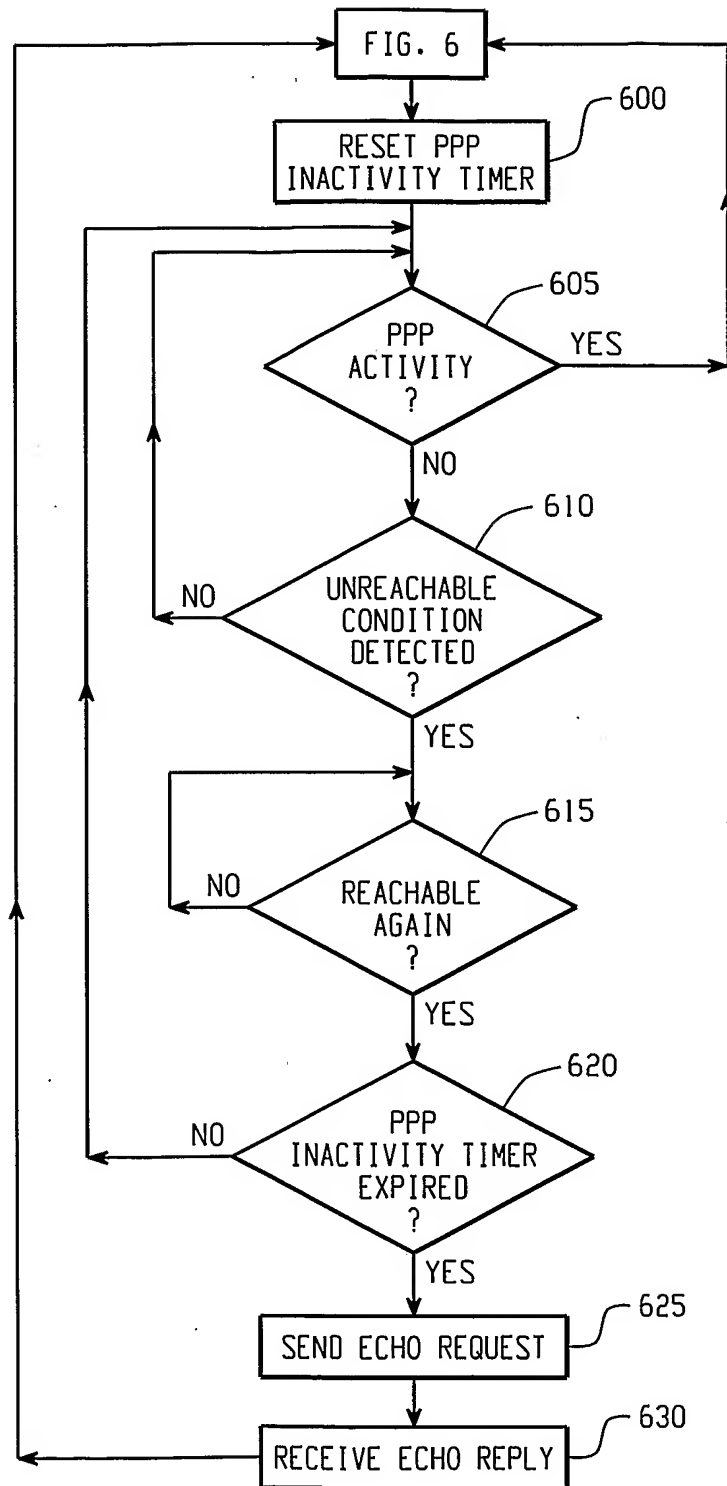 FIG. 6
600
RESET PPP
INACTIVITY TIMER
605
PPP
ACTIVITY
?
YES
NO
610
UNREACHABLE
CONDITION
DETECTED
?
NO
YES
615
REACHABLE
AGAIN
?
NO
YES
620
PPP
INACTIVITY TIMER
EXPIRED
?
NO
YES
625
SEND ECHO REQUEST
630
RECEIVE ECHO REPLY